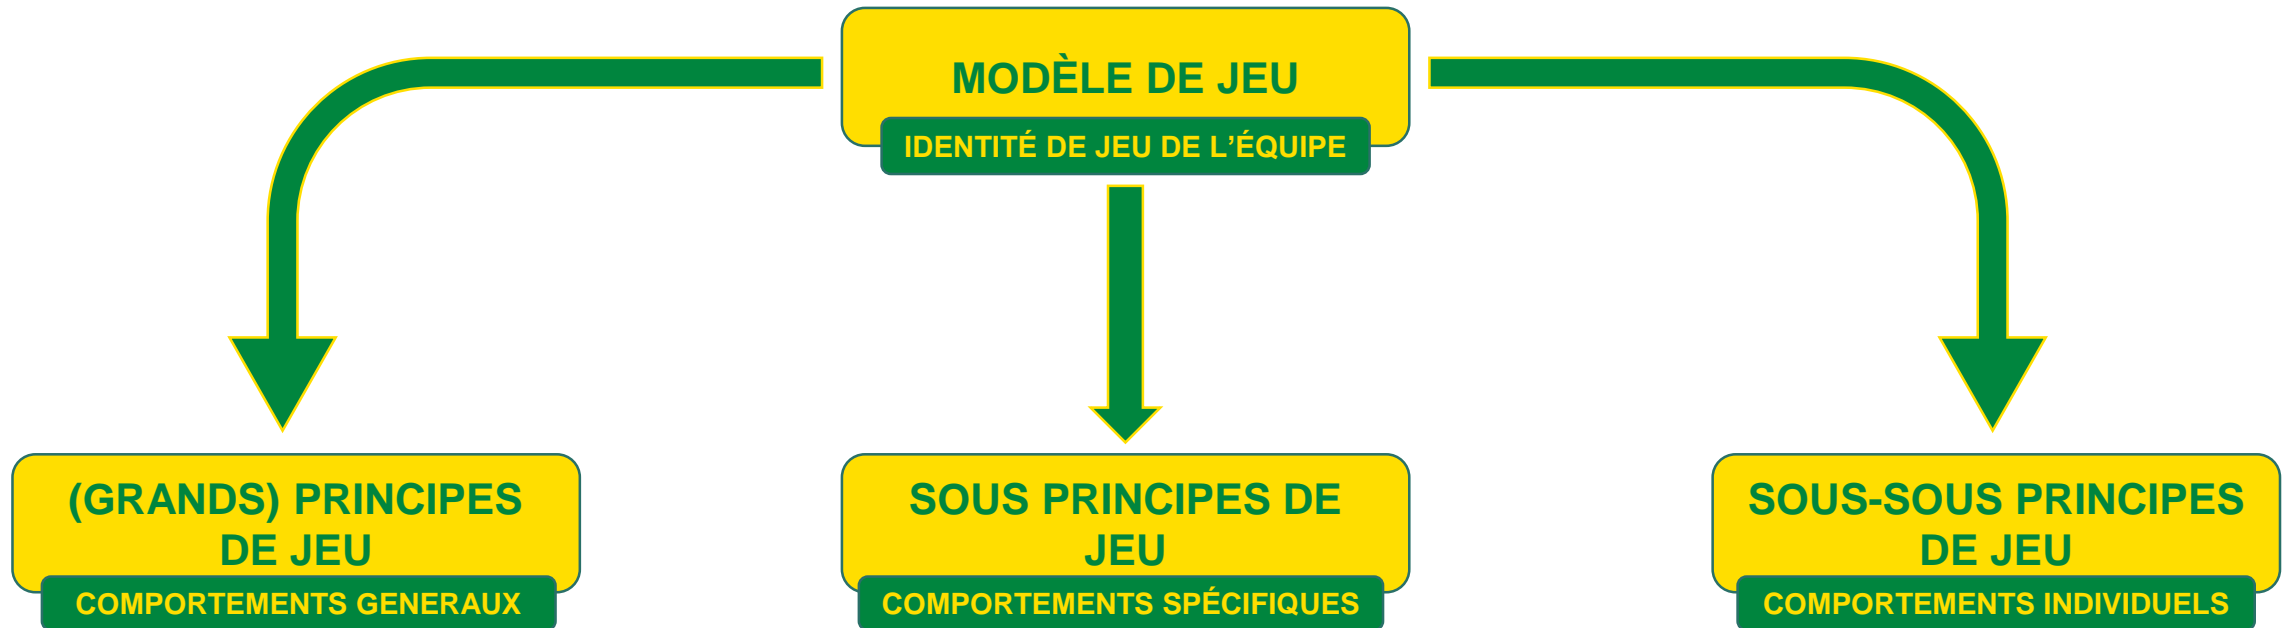 MODÈLE DE JEU
IDENTITÉ DE JEU DE L'ÉQUIPE
(GRANDS) PRINCIPES
DE JEU
COMPORTEMENTS GENERAUX
SOUS PRINCIPES DE
JEU
COMPORTEMENTS SPÉCIFIQUES
SOUS-SOUS PRINCIPES
DE JEU
COMPORTEMENTS INDIVIDUELS